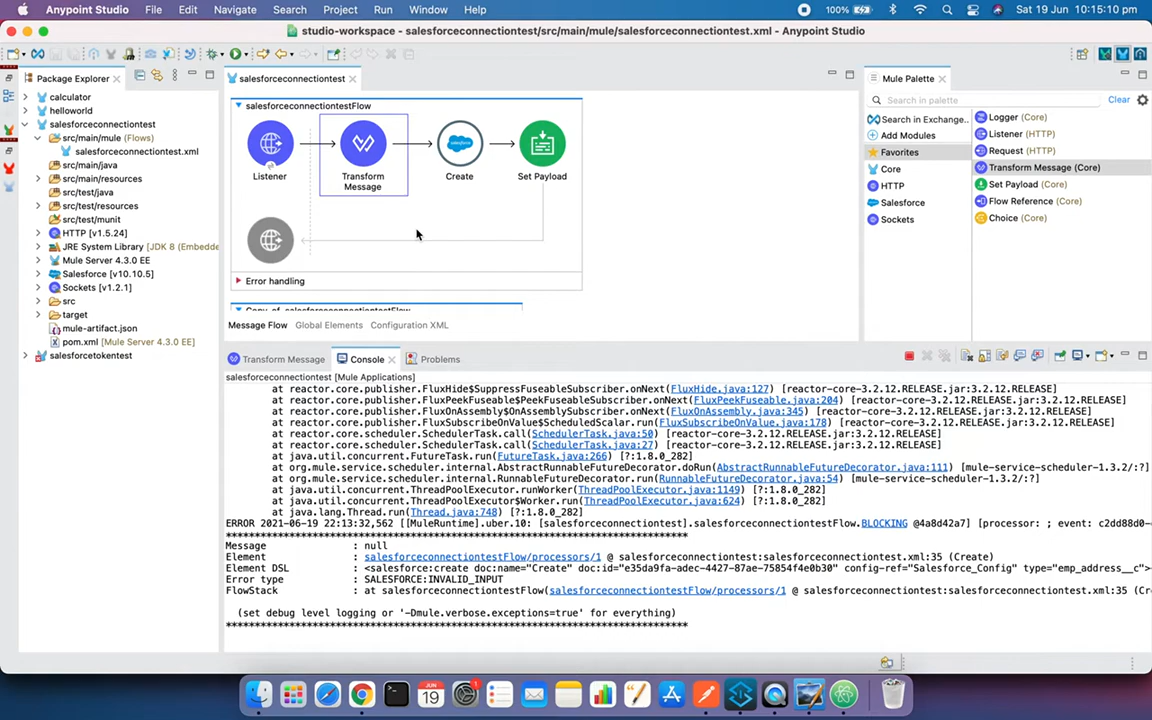 Anypoint Studio File Edit Navigate Search Project Run Window Help 100% Sat 19 Jun 10:15:10 pm
studio-workspace - salesforceconnectiontest/src/main/mule/salesforceconnectiontest.xml - Anypoint Studio
Package Explorer
calculator
helloworld
salesforceconnectiontest
src/main/mule (Flows)
salesforceconnectiontest.xml
src/main/java
src/main/resources
src/test/java
src/test/resources
src/test/munit
HTTP [v1.5.24]
JRE System Library [JDK 8 (Embedde
Mule Server 4.3.0 EE
Salesforce [v10.10.5]
Sockets [v1.2.1]
src
target
mule-artifact.json
pom.xml [Mule Server 4.3.0 EE]
salesforcetokentest
salesforceconnectiontest
salesforceconnectiontestFlow
Listener
Transform
Message
Create
Set Payload
Error handling
Copy_of_salesforceconnectiontestFlow
Message Flow Global Elements Configuration XML
Mule Palette
Search in palette
Clear
Search in Exchange..
Add Modules
Favorites
Core
HTTP
Salesforce
Sockets
Logger (Core)
Listener (HTTP)
Request (HTTP)
Transform Message (Core)
Set Payload (Core)
Flow Reference (Core)
Choice (Core)
Transform Message Console Problems
salesforceconnectiontest [Mule Applications]
at reactor.core.publisher.FluxHide$SuppressFuseableSubscriber.onNext(FluxHide.java:127) [reactor-core-3.2.12.RELEASE.jar:3.2.12.RELEASE]
at reactor.core.publisher.FluxPeekFuseable$PeekFuseableSubscriber.onNext(FluxPeekFuseable.java:204) [reactor-core-3.2.12.RELEASE.jar:3.2.12.RELEASE]
at reactor.core.publisher.FluxOnAssembly$OnAssemblySubscriber.onNext(FluxOnAssembly.java:345) [reactor-core-3.2.12.RELEASE.jar:3.2.12.RELEASE]
at reactor.core.publisher.FluxSubscribeOnValue$ScheduledScalar.run(FluxSubscribeOnValue.java:178) [reactor-core-3.2.12.RELEASE.jar:3.2.12.RELEASE]
at reactor.core.scheduler.SchedulerTask.call(SchedulerTask.java:50) [reactor-core-3.2.12.RELEASE.jar:3.2.12.RELEASE]
at reactor.core.scheduler.SchedulerTask.call(SchedulerTask.java:27) [reactor-core-3.2.12.RELEASE.jar:3.2.12.RELEASE]
at java.util.concurrent.FutureTask.run(FutureTask.java:266) [?:1.8.0_282]
at org.mule.service.scheduler.internal.AbstractRunnableFutureDecorator.doRun(AbstractRunnableFutureDecorator.java:111) [mule-service-scheduler-1.3.2/:?]
at org.mule.service.scheduler.internal.RunnableFutureDecorator.run(RunnableFutureDecorator.java:54) [mule-service-scheduler-1.3.2/:?]
at java.util.concurrent.ThreadPoolExecutor.runWorker(ThreadPoolExecutor.java:1149) [?:1.8.0_282]
at java.util.concurrent.ThreadPoolExecutor$Worker.run(ThreadPoolExecutor.java:624) [?:1.8.0_282]
at java.lang.Thread.run(Thread.java:748) [?:1.8.0_282]
ERROR 2021-06-19 22:13:32,562 [[MuleRuntime].uber.10: [salesforceconnectiontest].salesforceconnectiontestFlow.BLOCKING @4a8d42a7] [processor: ; event: c2dd88d0-
********************************************************************************
Message : null
Element : salesforceconnectiontestFlow/processors/1 @ salesforceconnectiontest:salesforceconnectiontest.xml:35 (Create)
Element DSL : <salesforce:create doc:name="Create" doc:id="e35da9fa-adec-4427-87ae-75854f4e0b30" config-ref="Salesforce_Config" type="emp_address__c">
Error type : SALESFORCE:INVALID_INPUT
FlowStack : at salesforceconnectiontestFlow(salesforceconnectiontestFlow/processors/1 @ salesforceconnectiontest:salesforceconnectiontest.xml:35 (Cr
(set debug level logging or '-Dmule.verbose.exceptions=true' for everything)
********************************************************************************
JUN
19
1